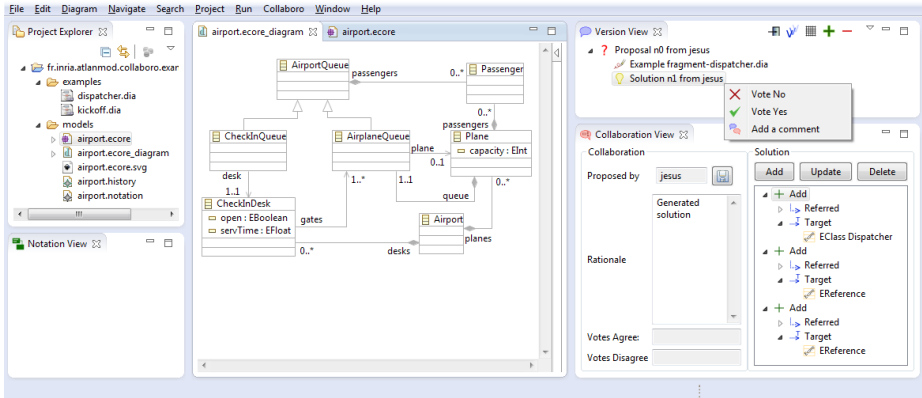 File Edit Diagram Navigate Search Project Run Collaboro Window Help
Project Explorer
fr.inria.atlanmod.collaboro.exar
examples
dispatcher.dia
kickoff.dia
models
airport.ecore
airport.ecore_diagram
airport.ecore.svg
airport.history
airport.notation
Notation View
airport.ecore_diagram airport.ecore
AirportQueue
passengers 0..* Passenger
0..*
passengers
CheckInQueue AirplaneQueue Plane
plane capacity : EInt
0..1
desk 1..* 1..1 0..*
1..1 queue
CheckInDesk
open : EBoolean
servTime : EFloat
gates Airport
planes
0..* desks
Version View
Proposal n0 from jesus
Example fragment-dispatcher.dia
Solution n1 from jesus
Vote No
Vote Yes
Add a comment
Collaboration View
Collaboration
Proposed by jesus
Rationale
Generated
solution
Votes Agree:
Votes Disagree
Solution
Add Update Delete
Add
Referred
Target
EClass Dispatcher
Add
Referred
Target
EReference
Add
Referred
Target
EReference